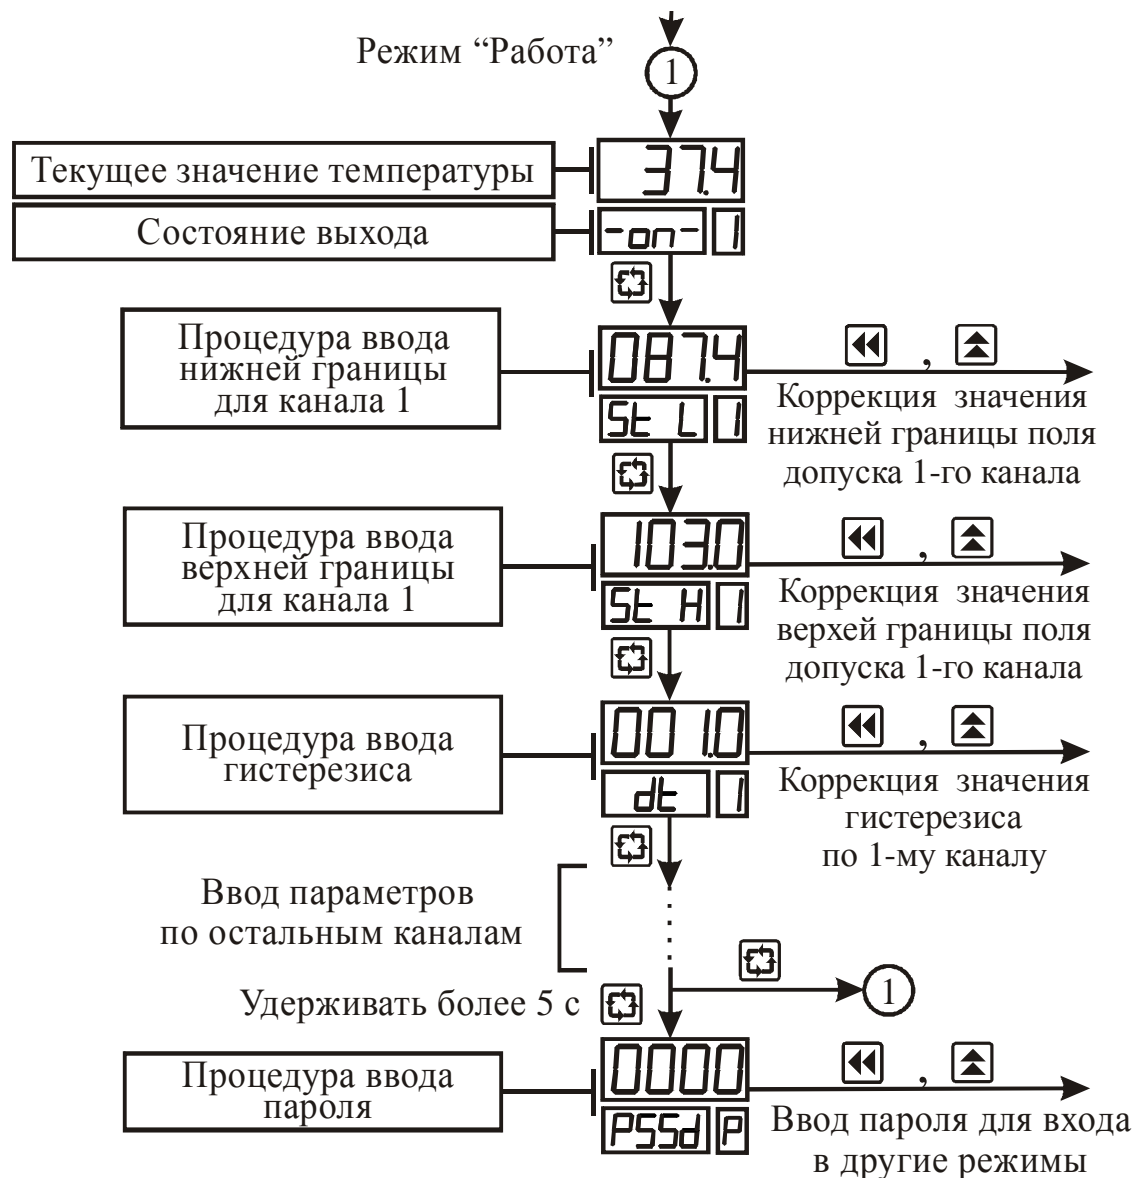 Режим “Работа”
1
Текущее значение температуры
37.4
Состояние выхода
-on- 1
Процедура ввода
нижней границы
для канала 1
087.4
St L 1
,
Коррекция значения
нижней границы поля
допуска 1-го канала
Процедура ввода
верхней границы
для канала 1
103.0
St H 1
,
Коррекция значения
верхей границы поля
допуска 1-го канала
Процедура ввода
гистерезиса
001.0
dt 1
,
Коррекция значения
гистерезиса
по 1-му каналу
Ввод параметров
по остальным каналам
1
Удерживать более 5 с
Процедура ввода
пароля
0000
PSSd P
,
Ввод пароля для входа
в другие режимы